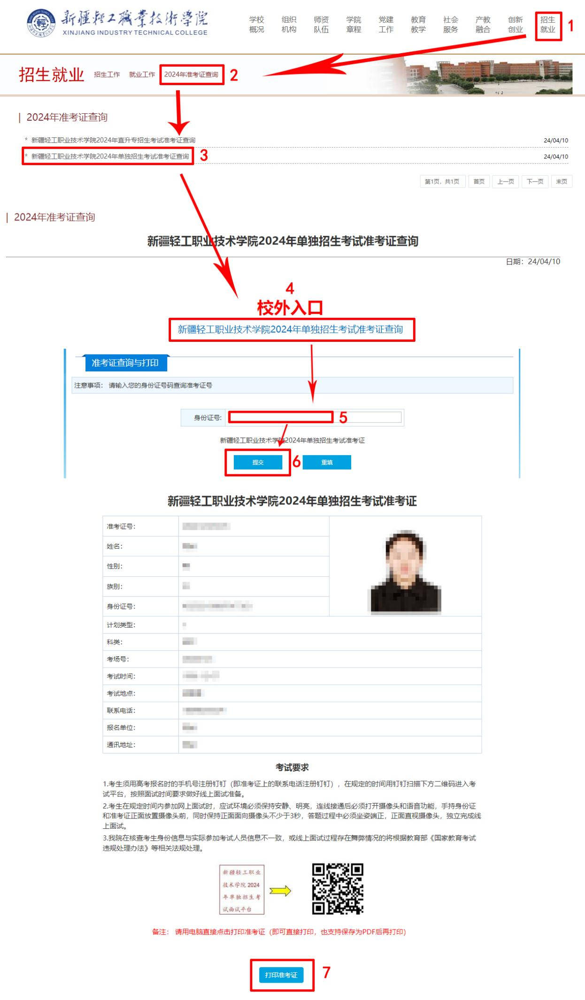 新疆轻工职业技术学院
XINJIANG INDUSTRY TECHNICAL COLLEGE
学校概况
组织机构
师资队伍
学院章程
党建工作
教育教学
社会服务
产教融合
创新创业
招生就业
1
招生就业 招生工作 就业工作 2024年准考证查询 2
| 2024年准考证查询
* 新疆轻工职业技术学院2024年直升专招生考试准考证查询 24/04/10
* 新疆轻工职业技术学院2024年单独招生考试准考证查询 3 24/04/10
第1页，共1页 首页 上一页 下一页 末页
| 2024年准考证查询
新疆轻工职业技术学院2024年单独招生考试准考证查询
日期：24/04/10
4
校外入口
新疆轻工职业技术学院2024年单独招生考试准考证查询
准考证查询与打印
注意事项： 请输入您的身份证号码查询准考证号
身份证号: 5
新疆轻工职业技术学院2024年单独招生考试准考证
提交 6 重填
新疆轻工职业技术学院2024年单独招生考试准考证
准考证号：
姓名：
性别：
族别：
身份证号：
计划类型：
科类：
考场号：
考试时间：
考试地点：
联系电话：
报名单位：
通讯地址：
考试要求
1.考生须用高考报名时的手机号注册钉钉（即准考证上的联系电话注册钉钉），在规定的时间用钉钉扫描下方二维码进入考
试平台，按照面试时间要求做好线上面试准备。
2.考生在规定时间内参加网上面试时，应试环境必须保持安静、明亮，连线接通后必须打开摄像头和语音功能，手持身份证
和准考证正面放置摄像头前，同时保持正面面向摄像头不少于3秒，答题过程中必须坐姿端正，正面直视摄像头，独立完成线
上面试。
3.我院在核查考生身份信息与实际参加考试人员信息不一致，或线上面试过程存在舞弊情况的将根据教育部《国家教育考试
违规处理办法》等相关法规处理。
新疆轻工职业
技术学院 2024
年单独招生考
试面试平台
备注： 请用电脑直接点击打印准考证（即可直接打印，也支持保存为PDF后再打印）
打印准考证 7